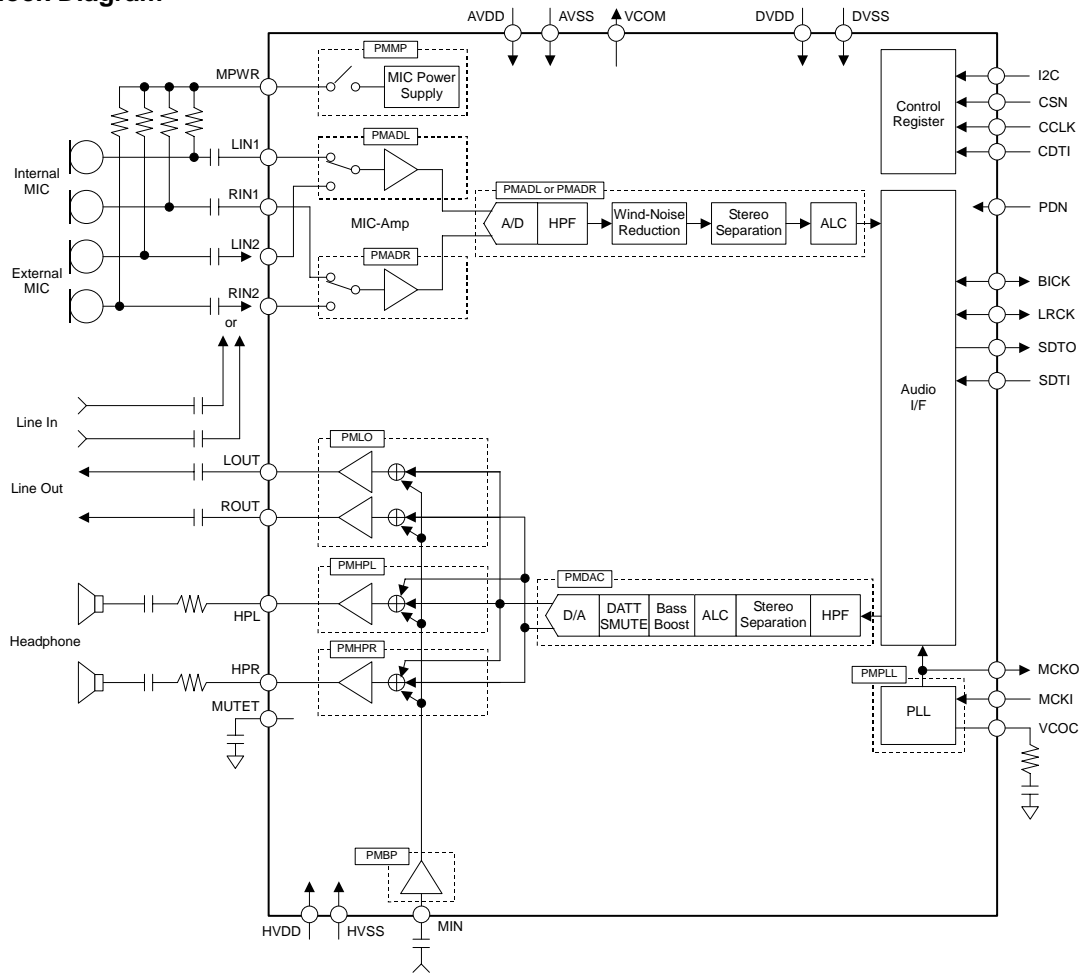 AVDD AVSS VCOM DVDD DVSS
PMMP
MPWR
MIC Power
Supply
Control
Register
I2C
CSN
CCLK
CDTI
PMADL
LIN1
Internal
MIC
RIN1
MIC-Amp
PMADL or PMADR
A/D HPF
Wind-Noise
Reduction
Stereo
Separation
ALC
PDN
LIN2
External
MIC
PMADR
RIN2
or
BICK
LRCK
SDTO
SDTI
Audio
I/F
Line In
PMLO
LOUT
Line Out
ROUT
PMHPL
HPL
Headphone
PMHPR
HPR
MUTET
PMDAC
D/A
DATT
SMUTE
Bass
Boost
ALC
Stereo
Separation
HPF
PMPLL
PLL
MCKO
MCKI
VCOC
PMBP
HVDD HVSS MIN